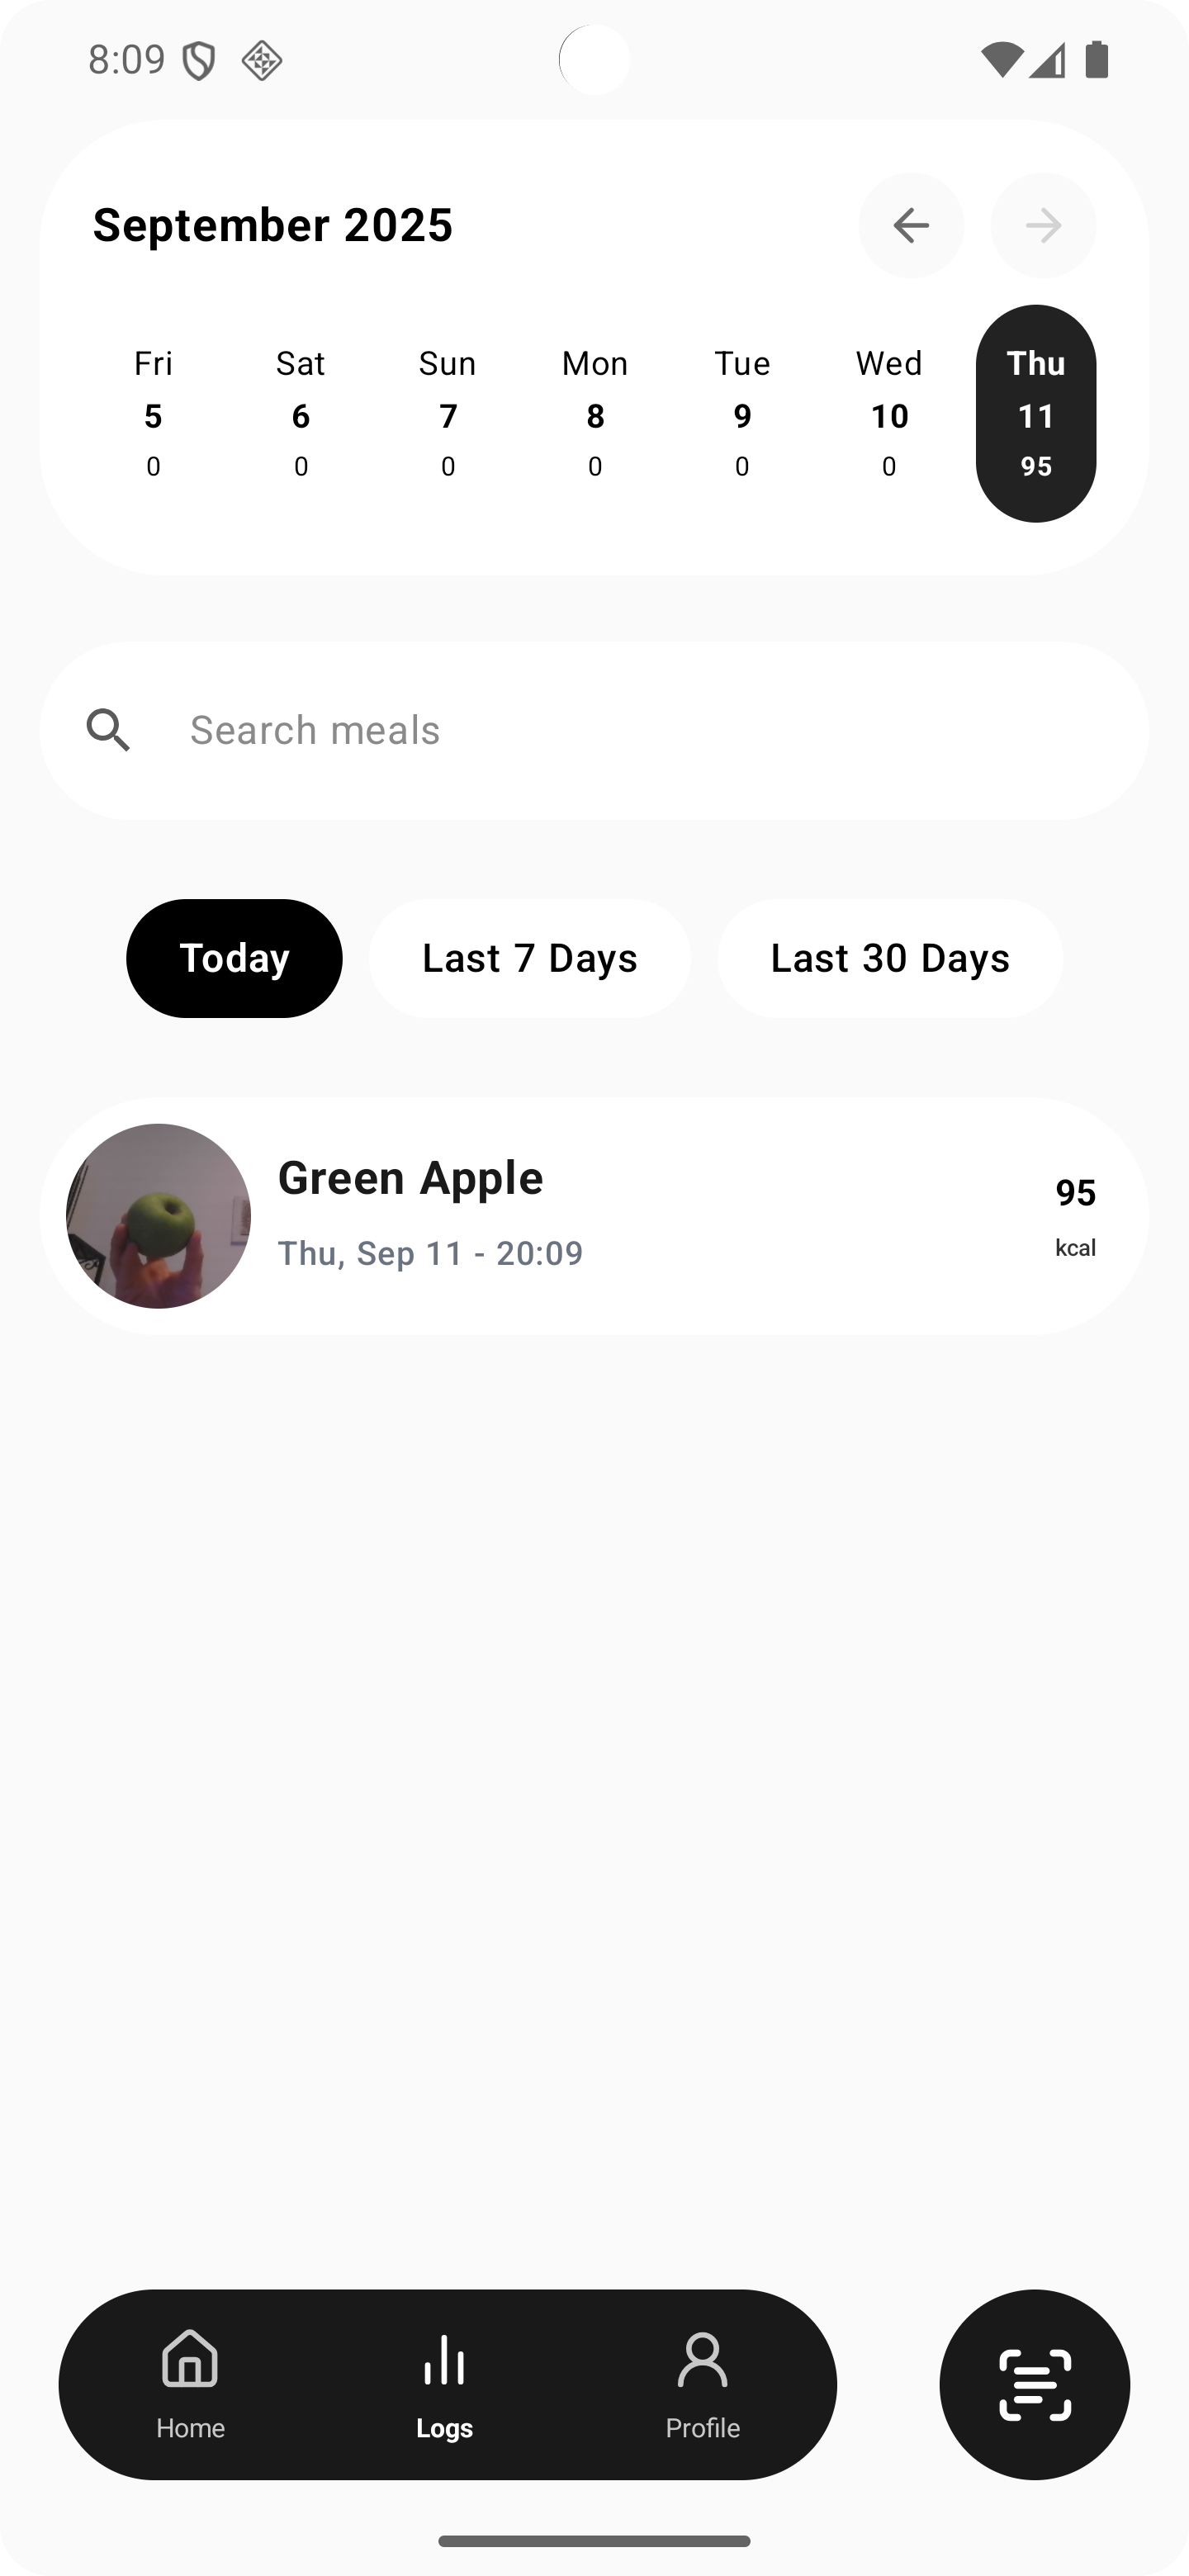 8:09
September 2025
Fri Sat Sun Mon Tue Wed Thu
5 6 7 8 9 10 11
0 0 0 0 0 0 95
Search meals
Today Last 7 Days Last 30 Days
Green Apple
95
Thu, Sep 11 - 20:09
kcal
Home Logs Profile